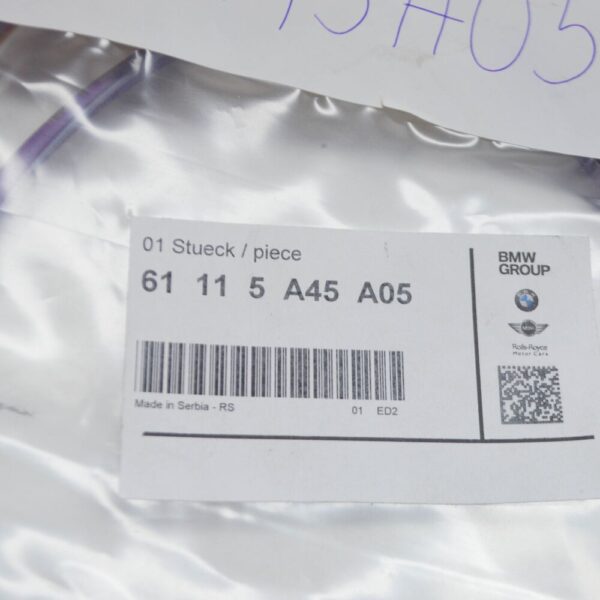 45A05
01 Stueck / piece
61 11 5 A45 A05
Made in Serbia - RS
01 ED2
BMW
GROUP
Rolls-Royce
Motor Cars